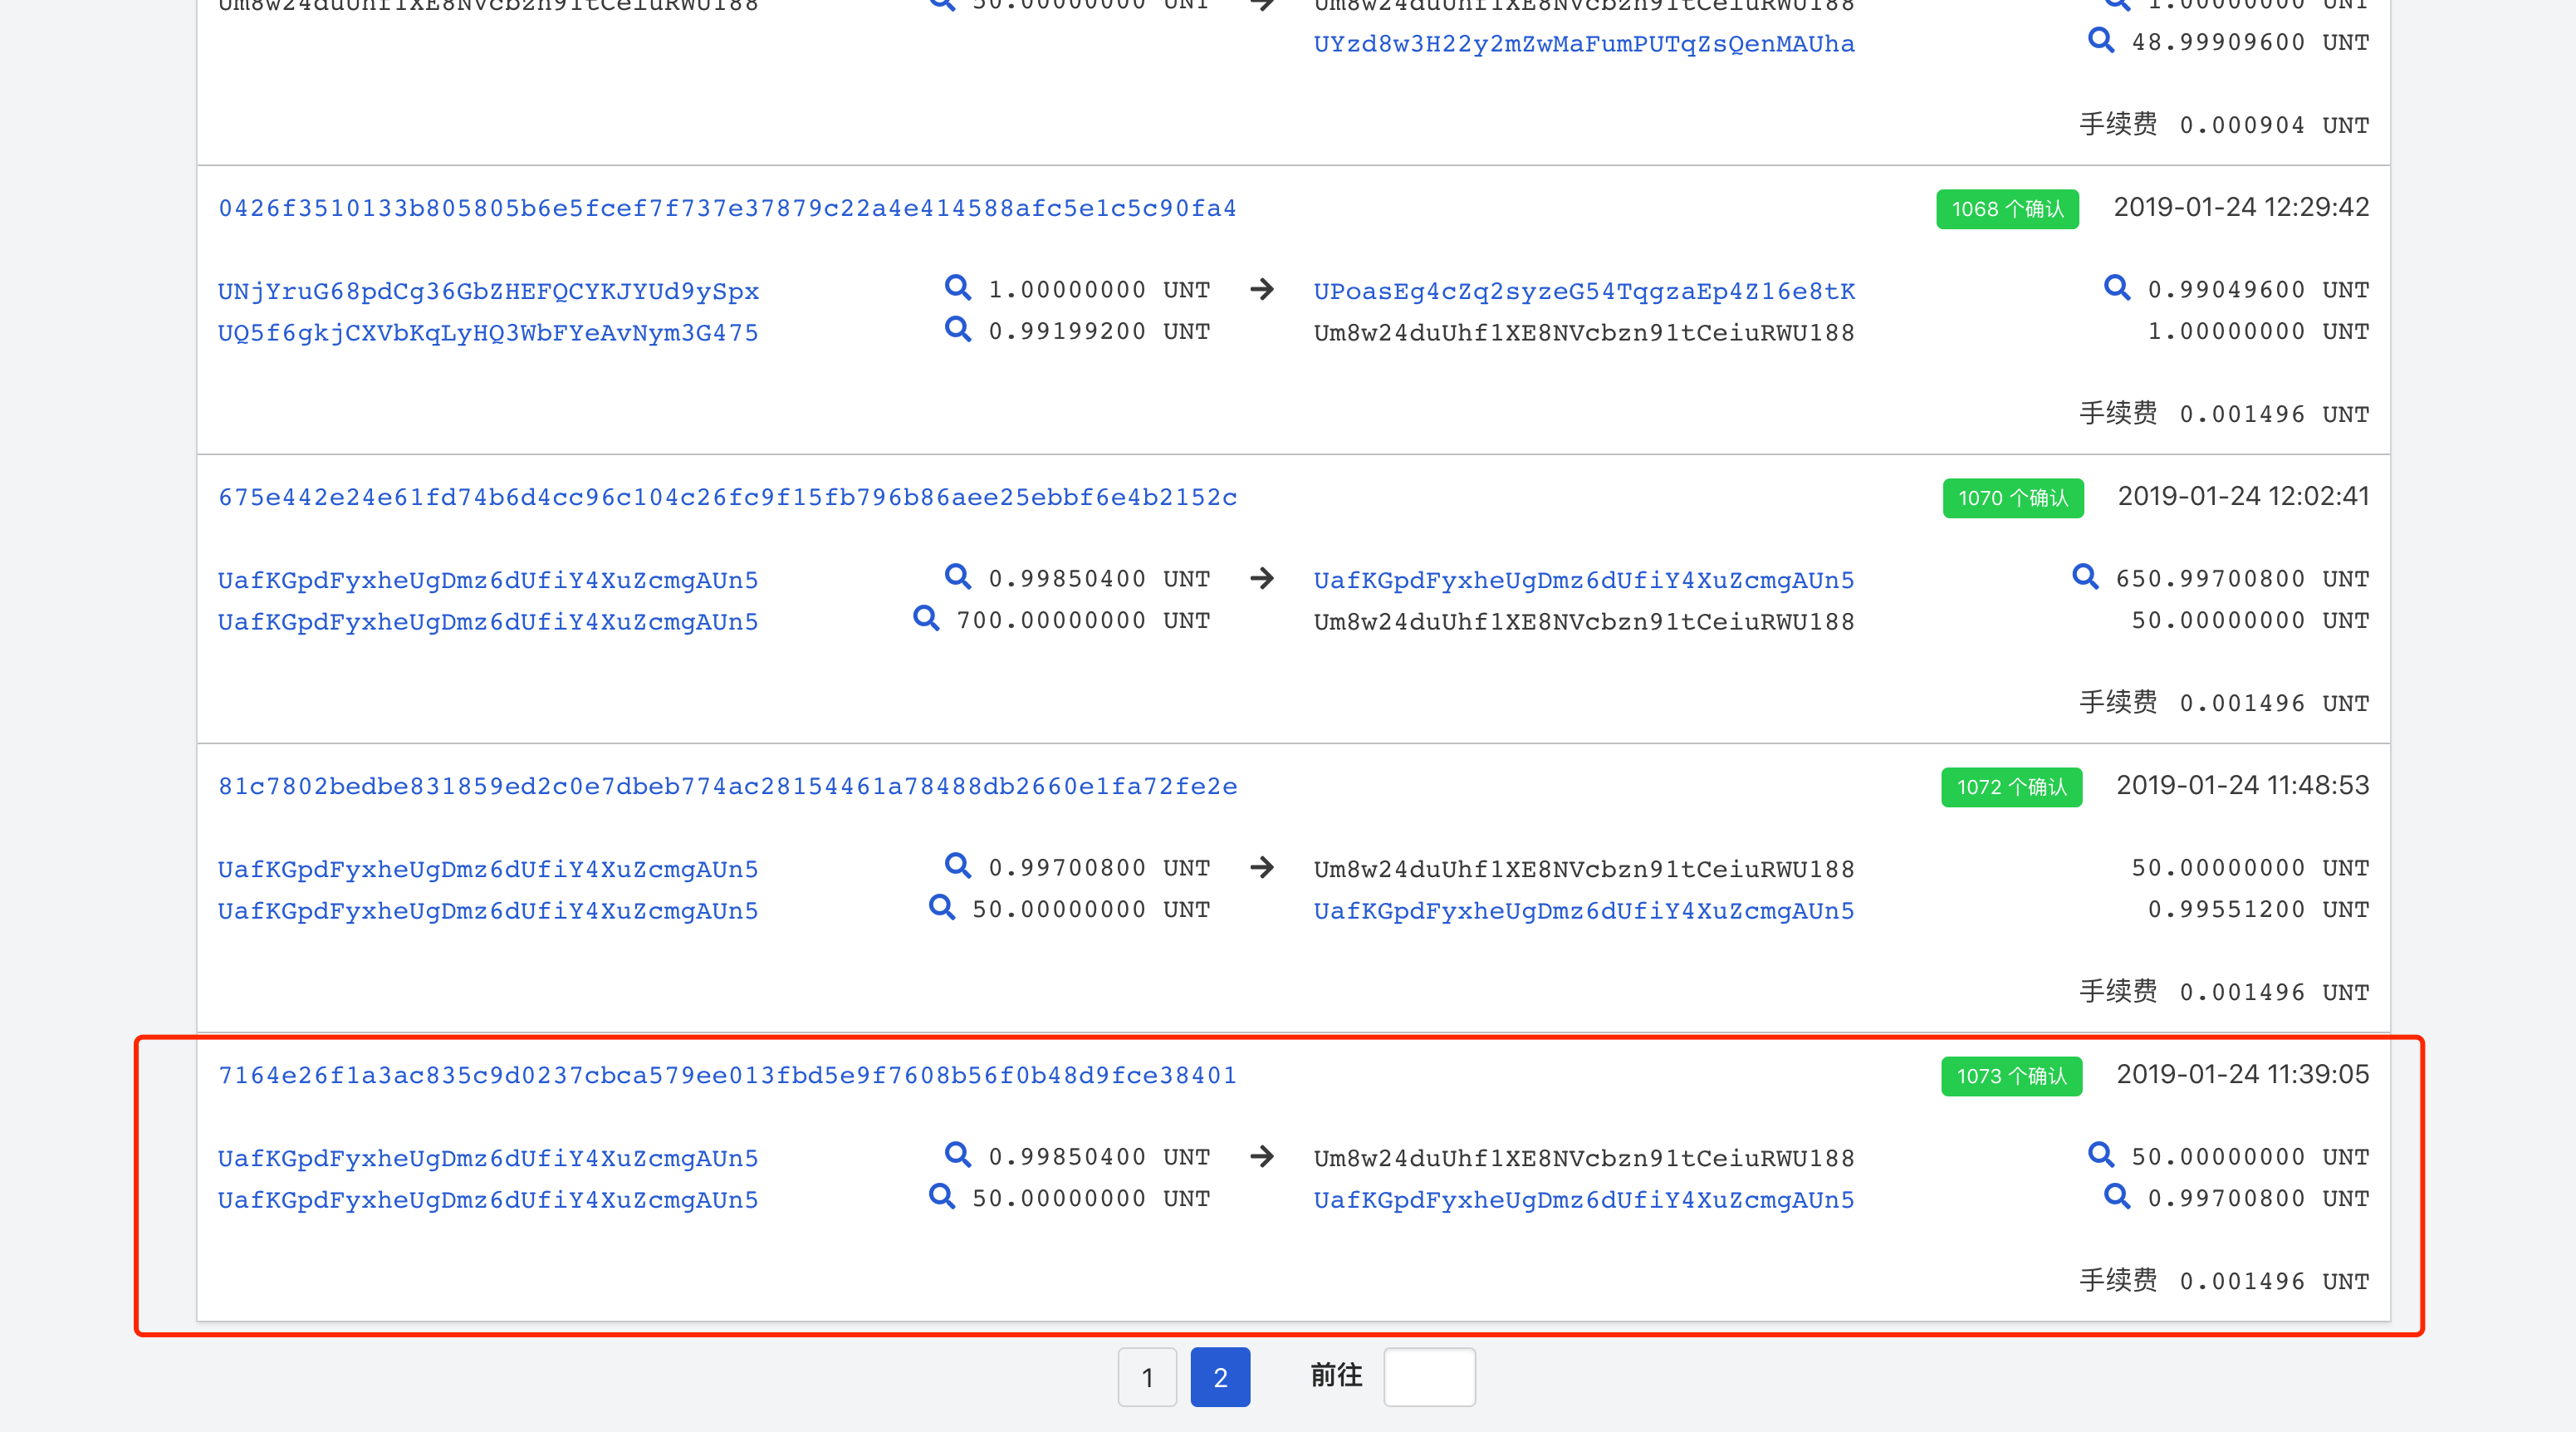 Um8w24duUhf1XE8NVcbzn91tCeiuRWU188 50.00000000 UNT → Um8w24duUhf1XE8NVcbzn91tCeiuRWU188 1.00000000 UNT
UYzd8w3H22y2mZwMaFumPUTqZsQenMAUha 48.99909600 UNT
手续费 0.000904 UNT
0426f3510133b805805b6e5fcef7f737e37879c22a4e414588afc5e1c5c90fa4 1068 个确认 2019-01-24 12:29:42
UNjYruG68pdCg36GbZHEFQCYKJYUd9ySpx 1.00000000 UNT → UPoasEg4cZq2syzeG54TqgzaEp4Z16e8tK 0.99049600 UNT
UQ5f6gkjCXVbKqLyHQ3WbFYeAvNym3G475 0.99199200 UNT Um8w24duUhf1XE8NVcbzn91tCeiuRWU188 1.00000000 UNT
手续费 0.001496 UNT
675e442e24e61fd74b6d4cc96c104c26fc9f15fb796b86aee25ebbf6e4b2152c 1070 个确认 2019-01-24 12:02:41
UafKGpdFyxheUgDmz6dUfiY4XuZcmgAUn5 0.99850400 UNT → UafKGpdFyxheUgDmz6dUfiY4XuZcmgAUn5 650.99700800 UNT
UafKGpdFyxheUgDmz6dUfiY4XuZcmgAUn5 700.00000000 UNT Um8w24duUhf1XE8NVcbzn91tCeiuRWU188 50.00000000 UNT
手续费 0.001496 UNT
81c7802bedbe831859ed2c0e7dbeb774ac28154461a78488db2660e1fa72fe2e 1072 个确认 2019-01-24 11:48:53
UafKGpdFyxheUgDmz6dUfiY4XuZcmgAUn5 0.99700800 UNT → Um8w24duUhf1XE8NVcbzn91tCeiuRWU188 50.00000000 UNT
UafKGpdFyxheUgDmz6dUfiY4XuZcmgAUn5 50.00000000 UNT UafKGpdFyxheUgDmz6dUfiY4XuZcmgAUn5 0.99551200 UNT
手续费 0.001496 UNT
7164e26f1a3ac835c9d0237cbca579ee013fbd5e9f7608b56f0b48d9fce38401 1073 个确认 2019-01-24 11:39:05
UafKGpdFyxheUgDmz6dUfiY4XuZcmgAUn5 0.99850400 UNT → Um8w24duUhf1XE8NVcbzn91tCeiuRWU188 50.00000000 UNT
UafKGpdFyxheUgDmz6dUfiY4XuZcmgAUn5 50.00000000 UNT UafKGpdFyxheUgDmz6dUfiY4XuZcmgAUn5 0.99700800 UNT
手续费 0.001496 UNT
1 2 前往